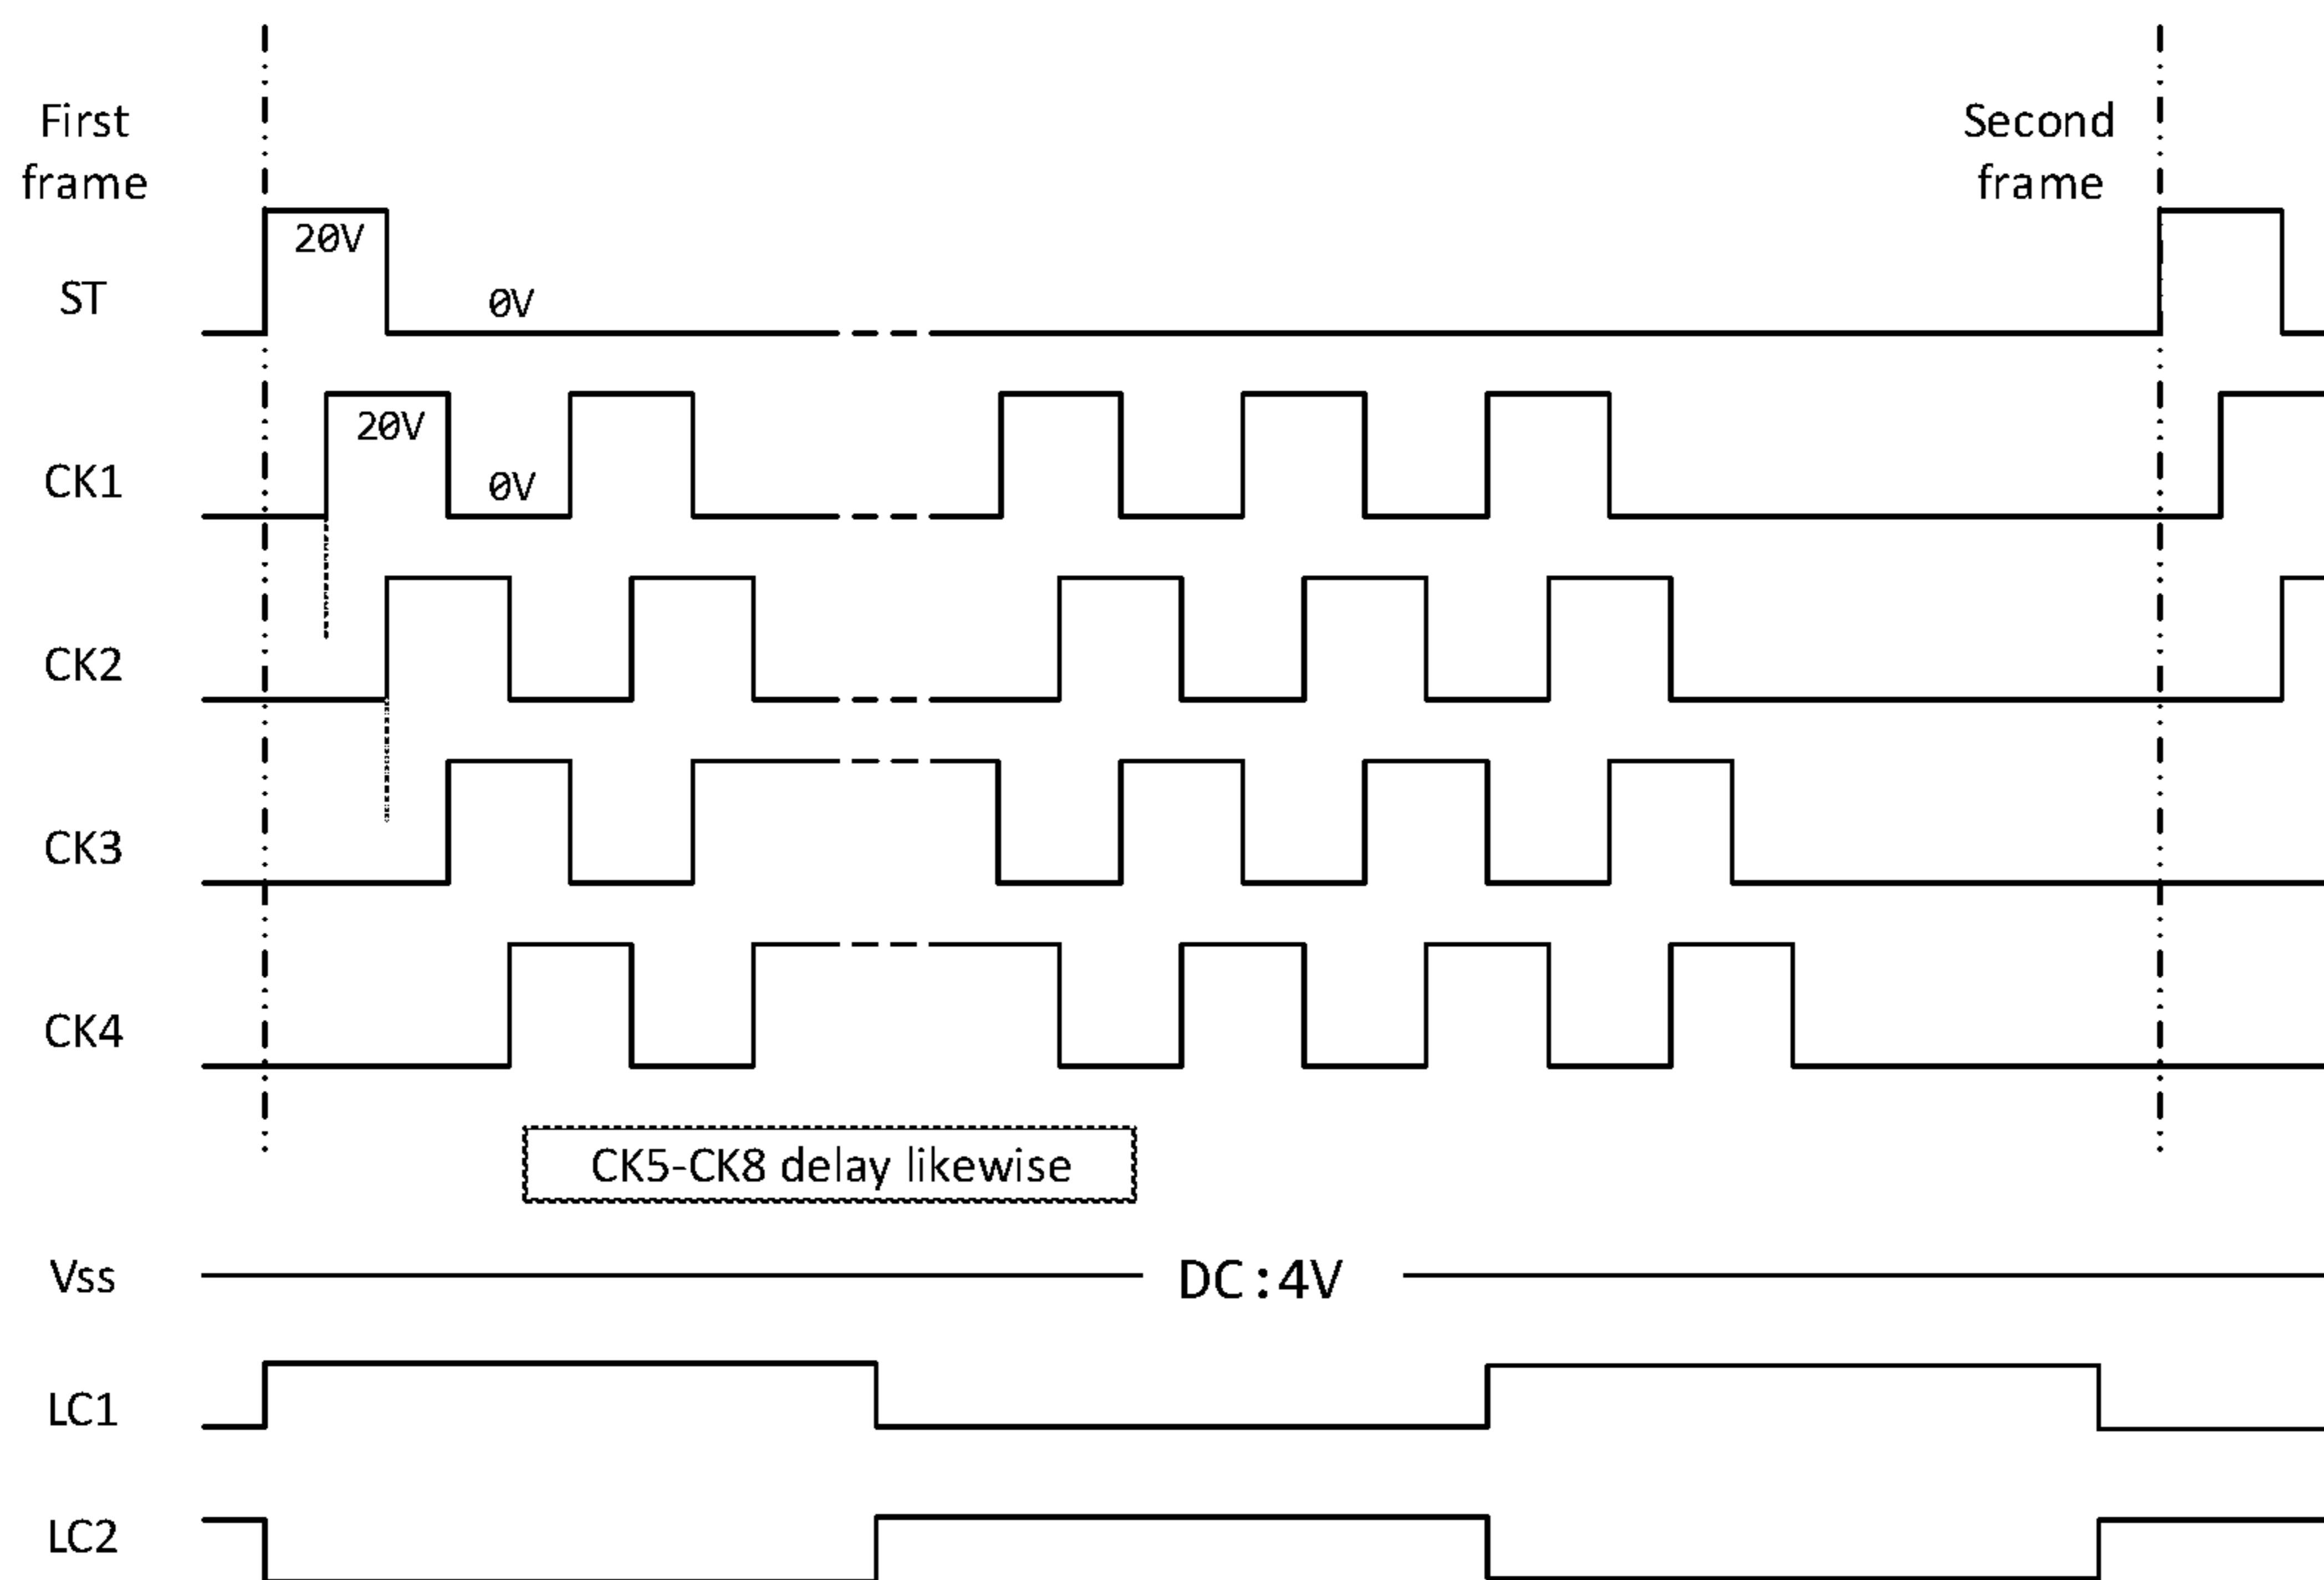 First
frame
Second
frame
20V
ST
0V
20V
CK1
0V
CK2
CK3
CK4
CK5-CK8 delay likewise
Vss
DC:4V
LC1
LC2